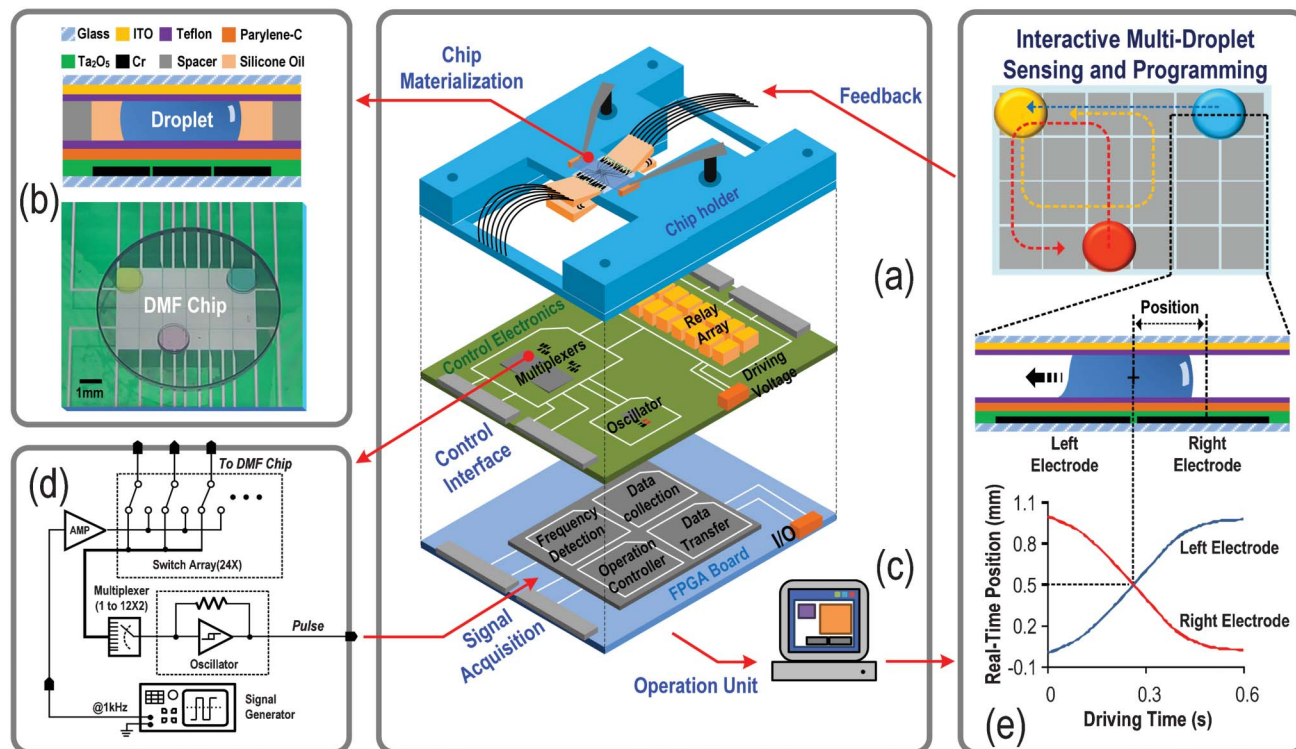 Glass ITO Teflon Parylene-C
Ta₂O₅ Cr Spacer Silicone Oil
Droplet
(b)
DMF Chip
1mm
(d)
To DMF Chip
AMP
Switch Array(24X)
Multiplexer
(1 to 12X2)
Pulse
Oscillator
@1kHz
Signal
Generator
Chip
Materialization
Feedback
Chip holder
(a)
Control Electronics
Relay
Array
Multiplexers
Driving
Voltage
Oscillator
Control
Interface
Data
collection
Frequency
Detection
Data
Transfer
Operation
Controller
I/O
FPGA Board
(c)
Signal
Acquisition
Operation Unit
Interactive Multi-Droplet
Sensing and Programming
Position
Left
Electrode
Right
Electrode
Real-Time Position (mm)
1.1
0.8
0.5
0.2
-0.1
Left Electrode
Right Electrode
0 0.3 0.6
Driving Time (s)
(e)